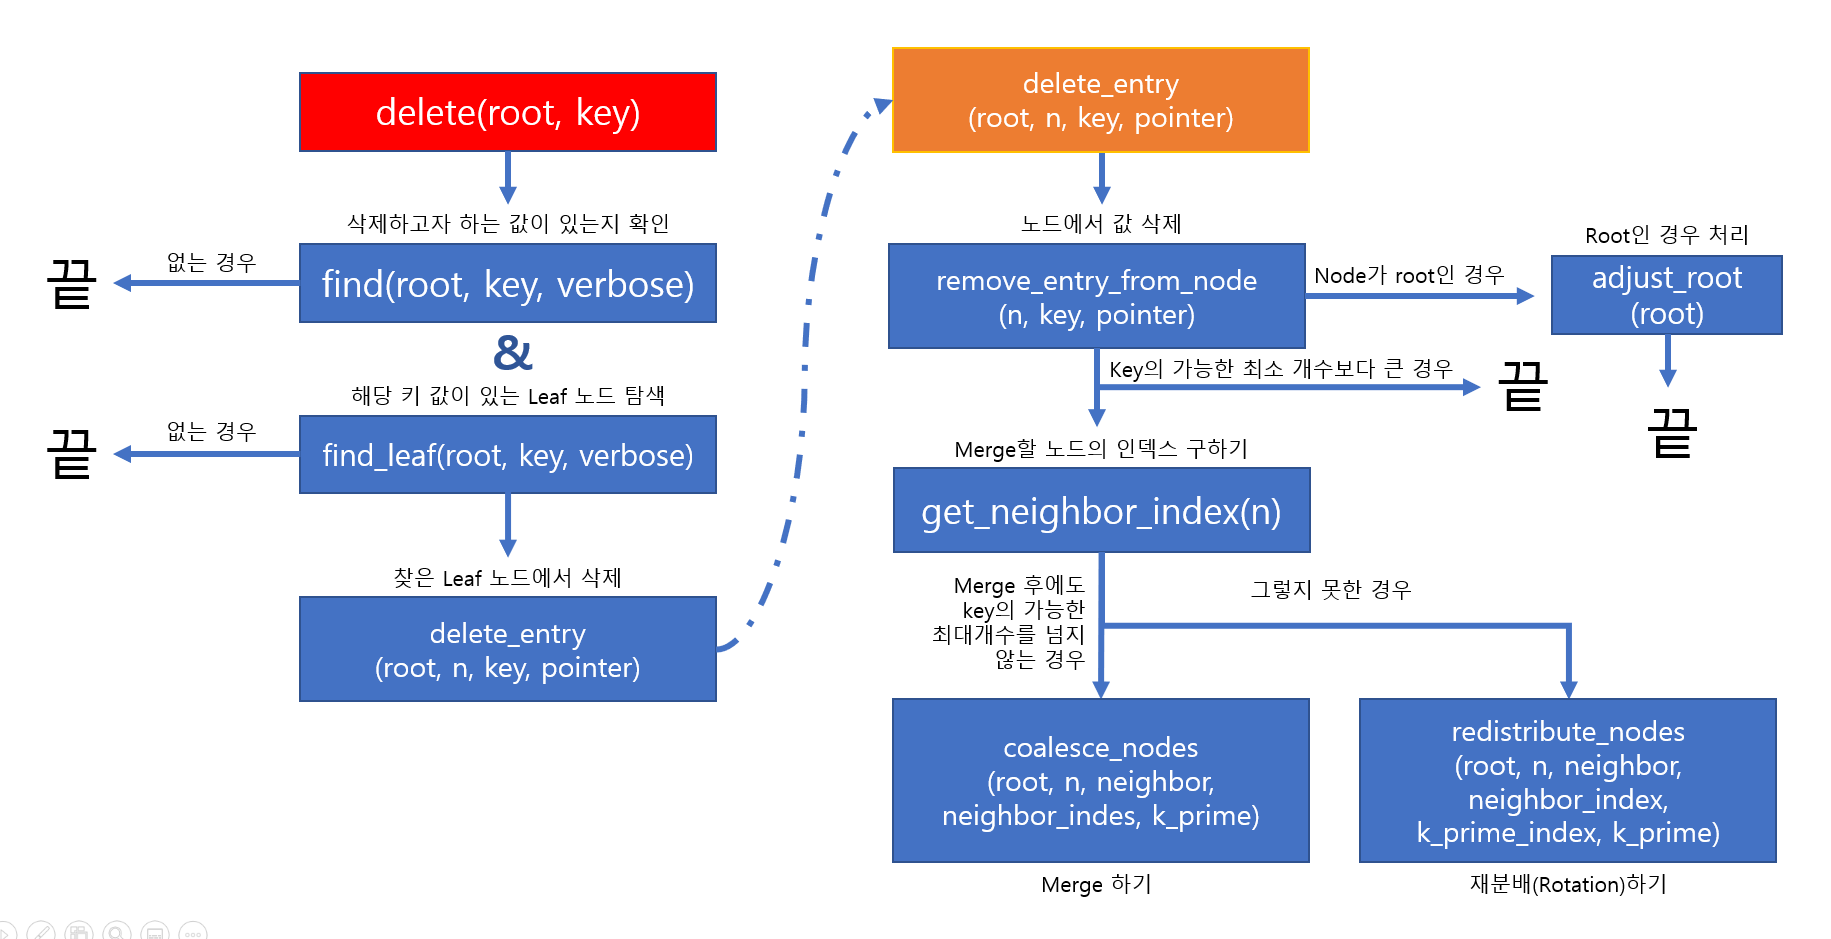 delete(root, key)
삭제하고자 하는 값이 있는지 확인
없는 경우
끝
find(root, key, verbose)
&
해당 키 값이 있는 Leaf 노드 탐색
없는 경우
끝
find_leaf(root, key, verbose)
찾은 Leaf 노드에서 삭제
delete_entry
(root, n, key, pointer)
delete_entry
(root, n, key, pointer)
노드에서 값 삭제
remove_entry_from_node
(n, key, pointer)
Node가 root인 경우
Root인 경우 처리
adjust_root
(root)
끝
Key의 가능한 최소 개수보다 큰 경우
끝
Merge할 노드의 인덱스 구하기
get_neighbor_index(n)
Merge 후에도
key의 가능한
최대개수를 넘지
않는 경우
그렇지 못한 경우
coalesce_nodes
(root, n, neighbor,
neighbor_indes, k_prime)
Merge 하기
redistribute_nodes
(root, n, neighbor,
neighbor_index,
k_prime_index, k_prime)
재분배(Rotation)하기